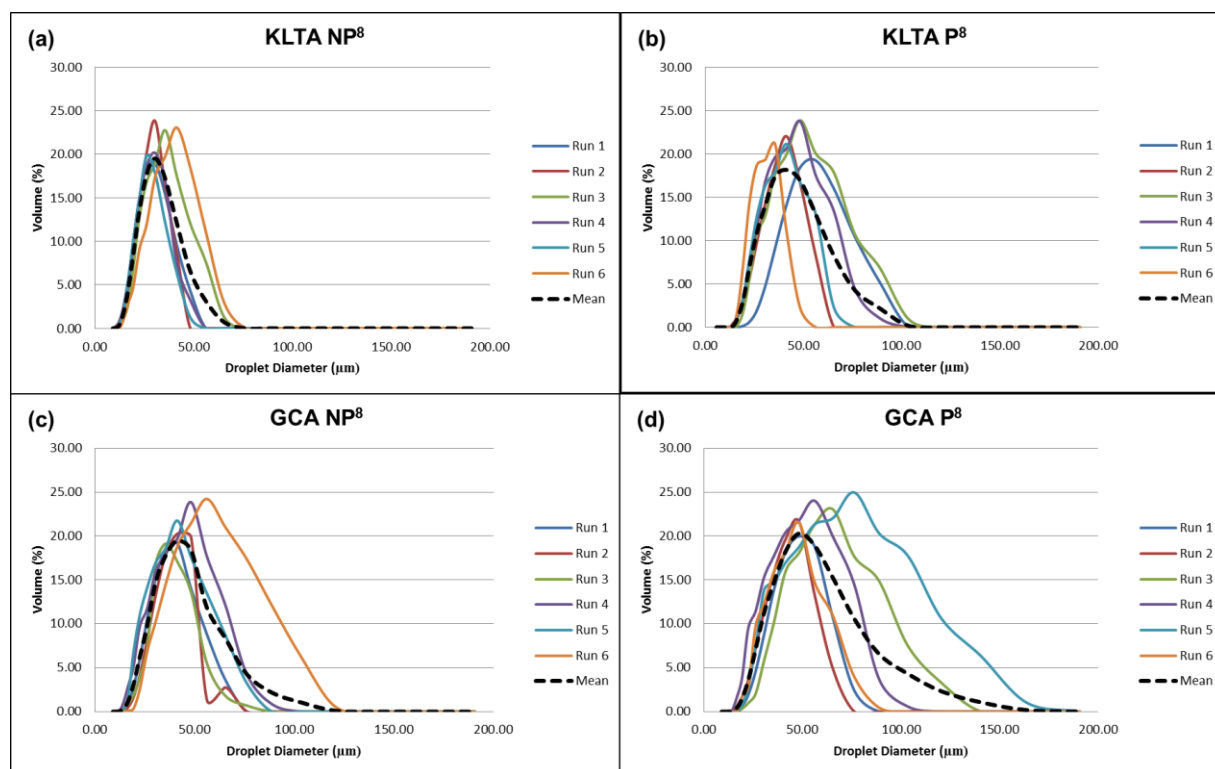 (a)
KLTA NP⁸
30.00
25.00
20.00
15.00
10.00
5.00
0.00
Volume (%)
0.00 50.00 100.00 150.00 200.00
Droplet Diameter (µm)
Run 1
Run 2
Run 3
Run 4
Run 5
Run 6
Mean
(b)
KLTA P⁸
30.00
25.00
20.00
15.00
10.00
5.00
0.00
Volume (%)
0.00 50.00 100.00 150.00 200.00
Droplet Diameter (µm)
Run 1
Run 2
Run 3
Run 4
Run 5
Run 6
Mean
(c)
GCA NP⁸
30.00
25.00
20.00
15.00
10.00
5.00
0.00
Volume (%)
0.00 50.00 100.00 150.00 200.00
Droplet Diameter (µm)
Run 1
Run 2
Run 3
Run 4
Run 5
Run 6
Mean
(d)
GCA P⁸
30.00
25.00
20.00
15.00
10.00
5.00
0.00
Volume (%)
0.00 50.00 100.00 150.00 200.00
Droplet Diameter (µm)
Run 1
Run 2
Run 3
Run 4
Run 5
Run 6
Mean